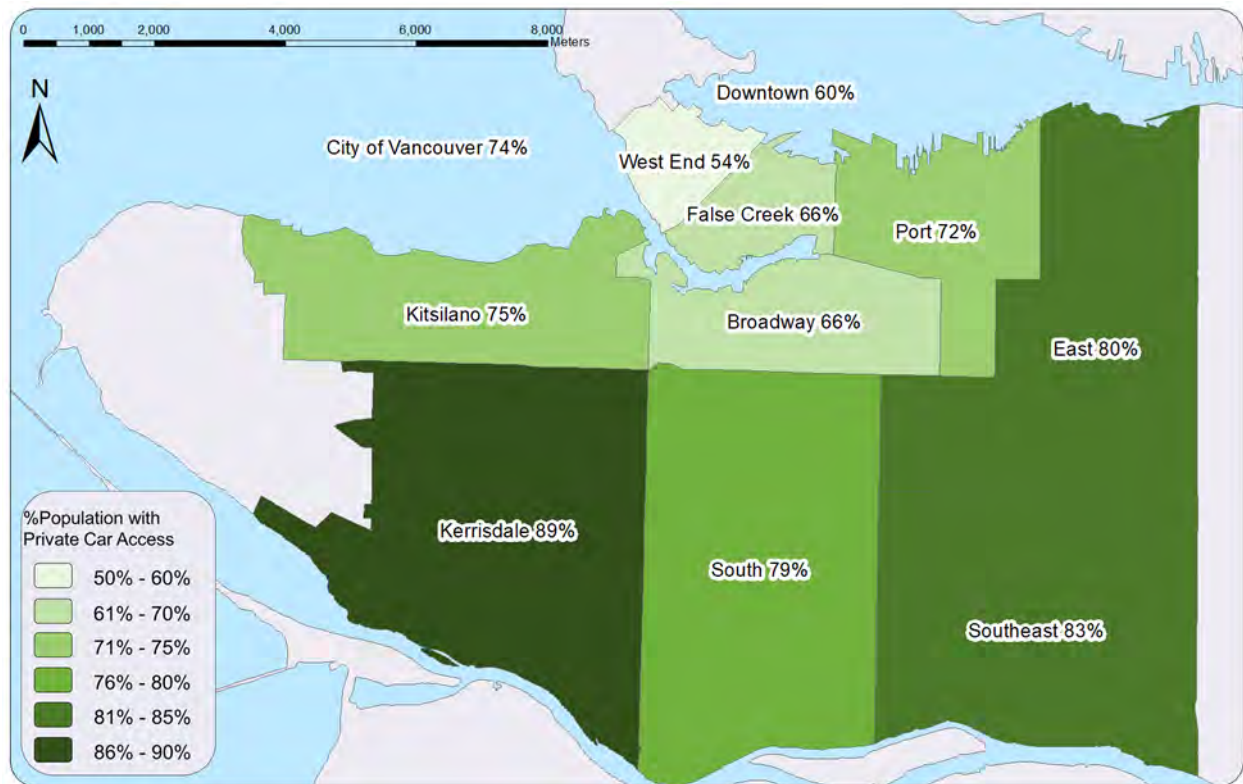 0 1,000 2,000 4,000 6,000 8,000
Meters
N
Downtown 60%
City of Vancouver 74%
West End 54%
False Creek 66%
Port 72%
Kitsilano 75%
Broadway 66%
East 80%
Kerrisdale 89%
South 79%
Southeast 83%
%Population with
Private Car Access
50% - 60%
61% - 70%
71% - 75%
76% - 80%
81% - 85%
86% - 90%